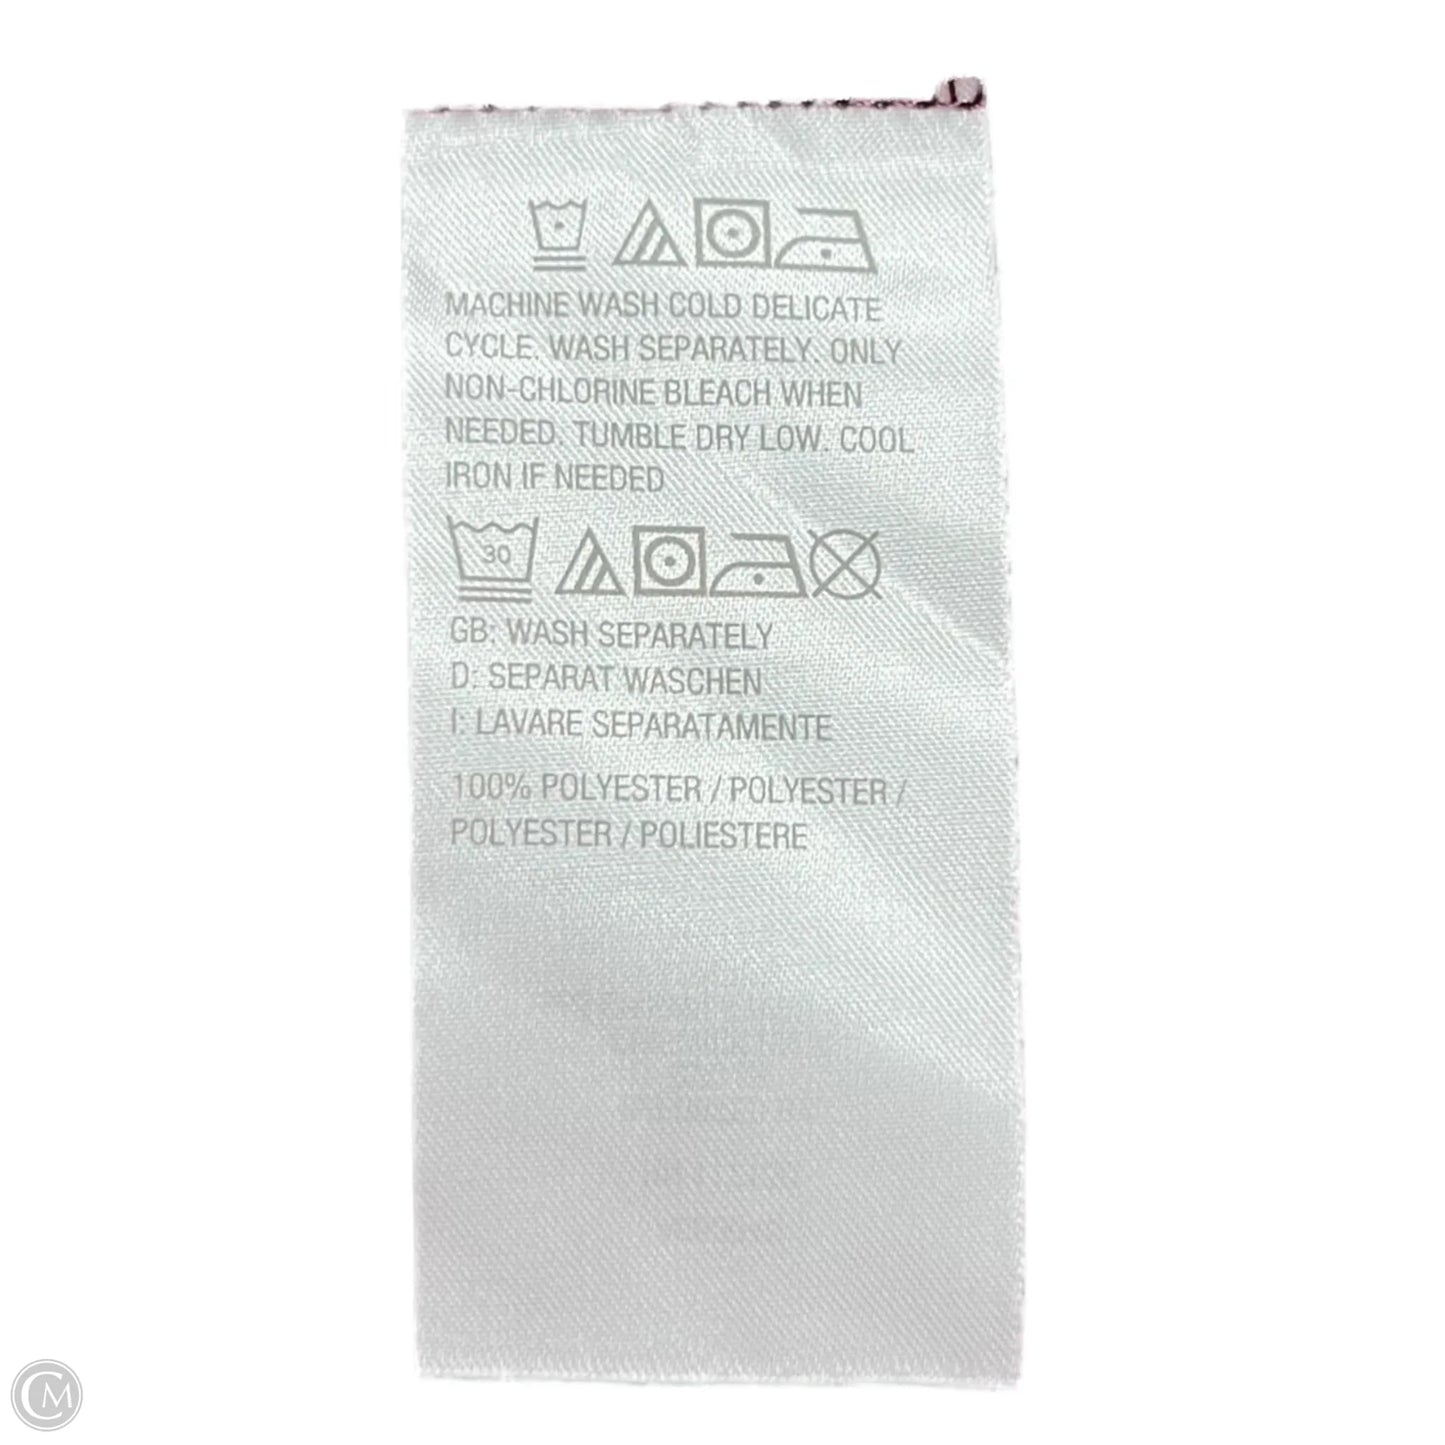 MACHINE WASH COLD DELICATE
CYCLE. WASH SEPARATELY. ONLY
NON-CHLORINE BLEACH WHEN
NEEDED. TUMBLE DRY LOW. COOL
IRON IF NEEDED
30
GB: WASH SEPARATELY
D: SEPARAT WASCHEN
I: LAVARE SEPARATAMENTE
100% POLYESTER / POLYESTER /
POLYESTER / POLIESTERE
CM